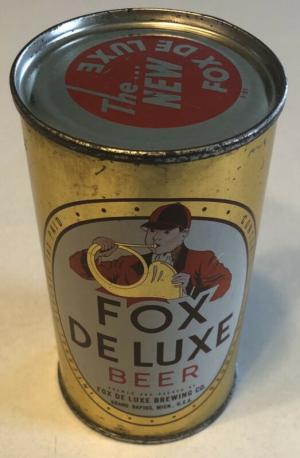 The...
NEW
FOX DE LUXE
FOX
DE LUXE
BEER
FOX DE LUXE BREWING CO.
GRAND RAPIDS, MICH., U.S.A.